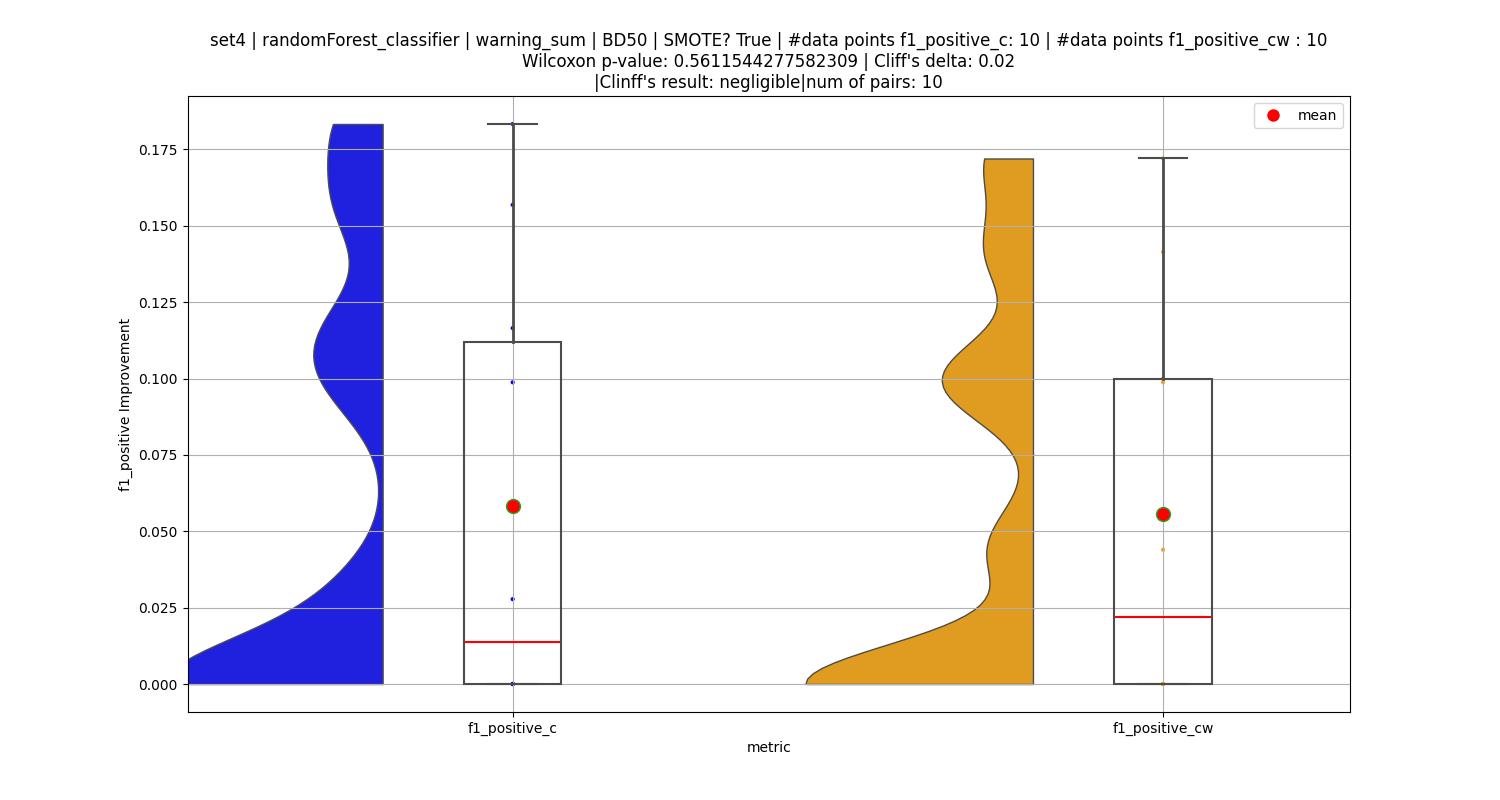 set4 | randomForest_classifier | warning_sum | BD50 | SMOTE? True | #data points f1_positive_c: 10 | #data points f1_positive_cw : 10
Wilcoxon p-value: 0.5611544277582309 | Cliff's delta: 0.02
|Clinff's result: negligible|num of pairs: 10
mean
0.175
0.150
0.125
0.100
0.075
0.050
0.025
0.000
f1_positive Improvement
f1_positive_c
f1_positive_cw
metric